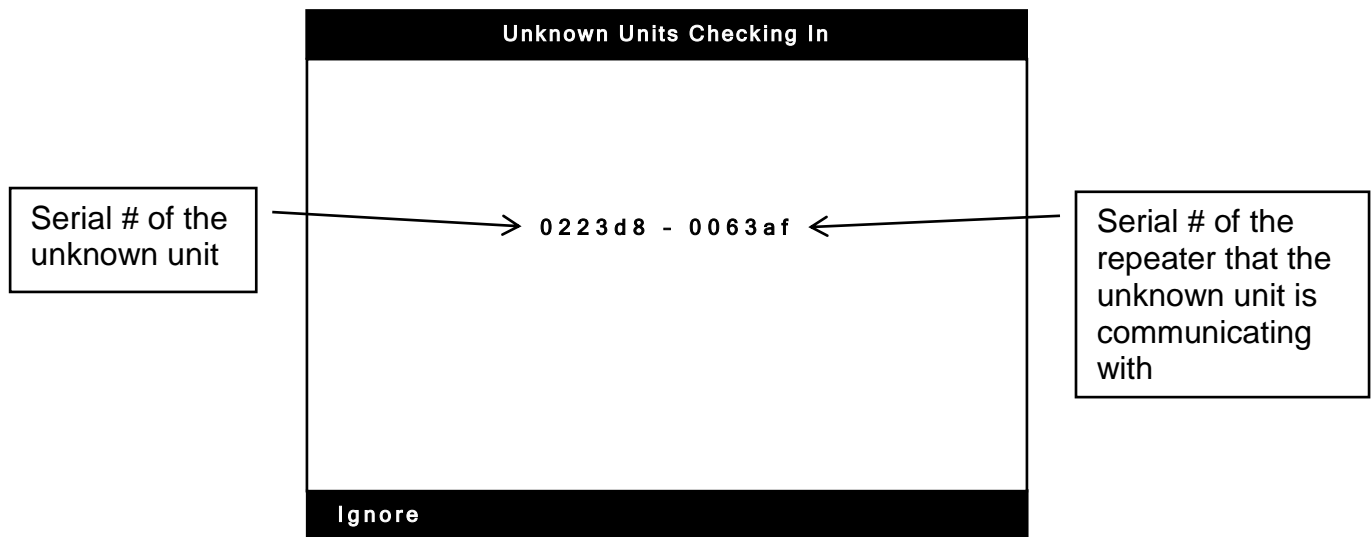 Unknown Units Checking In
Serial # of the
unknown unit
0223d8 - 0063af
Serial # of the
repeater that the
unknown unit is
communicating
with
Ignore